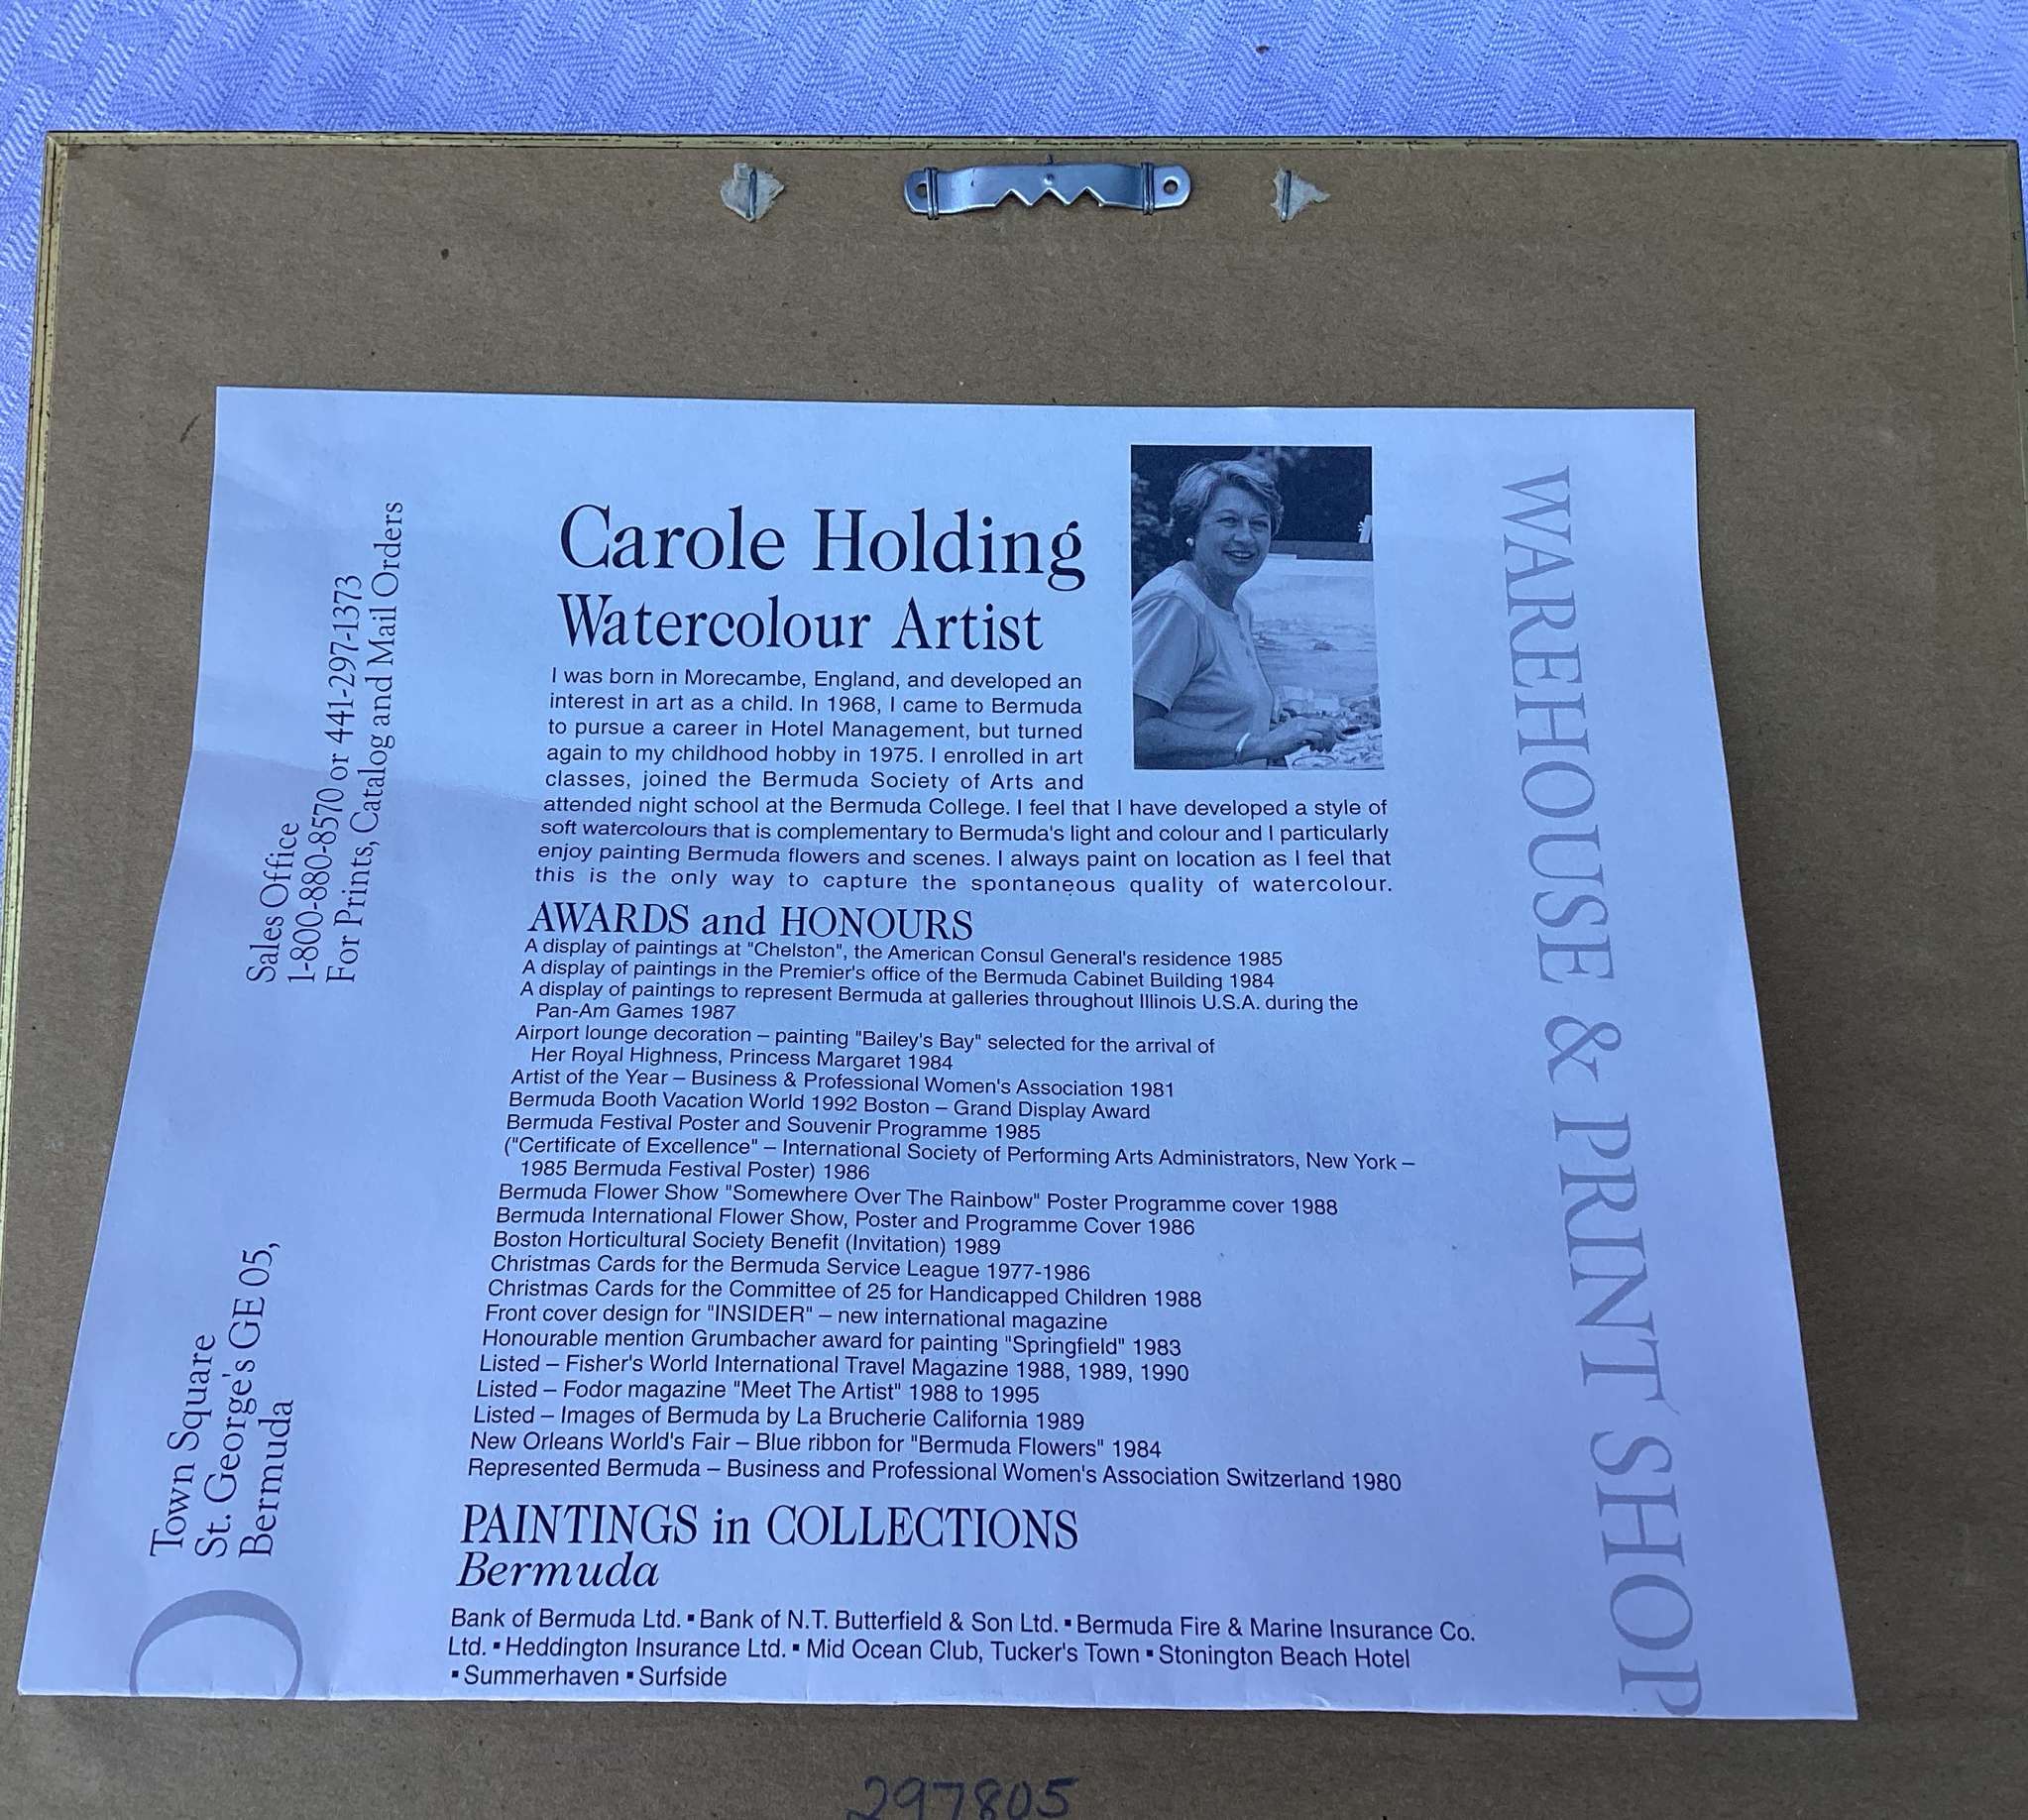 Carole Holding
Watercolour Artist
I was born in Morecambe, England, and developed an
interest in art as a child. In 1968, I came to Bermuda
to pursue a career in Hotel Management, but turned
again to my childhood hobby in 1975. I enrolled in art
classes, joined the Bermuda Society of Arts and
attended night school at the Bermuda College. I feel that I have developed a style of
soft watercolours that is complementary to Bermuda's light and colour and I particularly
enjoy painting Bermuda flowers and scenes. I always paint on location as I feel that
this is the only way to capture the spontaneous quality of watercolour.
AWARDS and HONOURS
A display of paintings at "Chelston", the American Consul General's residence 1985
A display of paintings in the Premier's office of the Bermuda Cabinet Building 1984
A display of paintings to represent Bermuda at galleries throughout Illinois U.S.A. during the
Pan-Am Games 1987
Airport lounge decoration – painting "Bailey's Bay" selected for the arrival of
Her Royal Highness, Princess Margaret 1984
Artist of the Year – Business & Professional Women's Association 1981
Bermuda Booth Vacation World 1992 Boston – Grand Display Award
Bermuda Festival Poster and Souvenir Programme 1985
("Certificate of Excellence" – International Society of Performing Arts Administrators, New York –
1985 Bermuda Festival Poster) 1986
Bermuda Flower Show "Somewhere Over The Rainbow" Poster Programme cover 1988
Bermuda International Flower Show, Poster and Programme Cover 1986
Boston Horticultural Society Benefit (Invitation) 1989
Christmas Cards for the Bermuda Service League 1977-1986
Christmas Cards for the Committee of 25 for Handicapped Children 1988
Front cover design for "INSIDER" – new international magazine
Honourable mention Grumbacher award for painting "Springfield" 1983
Listed – Fisher's World International Travel Magazine 1988, 1989, 1990
Listed – Fodor magazine "Meet The Artist" 1988 to 1995
Listed – Images of Bermuda by La Brucherie California 1989
New Orleans World's Fair – Blue ribbon for "Bermuda Flowers" 1984
Represented Bermuda – Business and Professional Women's Association Switzerland 1980
PAINTINGS in COLLECTIONS
Bermuda
Bank of Bermuda Ltd. ▪ Bank of N.T. Butterfield & Son Ltd. ▪ Bermuda Fire & Marine Insurance Co.
Ltd. ▪ Heddington Insurance Ltd. ▪ Mid Ocean Club, Tucker's Town ▪ Stonington Beach Hotel
▪ Summerhaven ▪ Surfside
Sales Office
1-800-880-8570 or 441-297-1373
For Prints, Catalog and Mail Orders
Town Square
St. George's GE 05,
Bermuda
WAREHOUSE & PRINT SHOP
297805